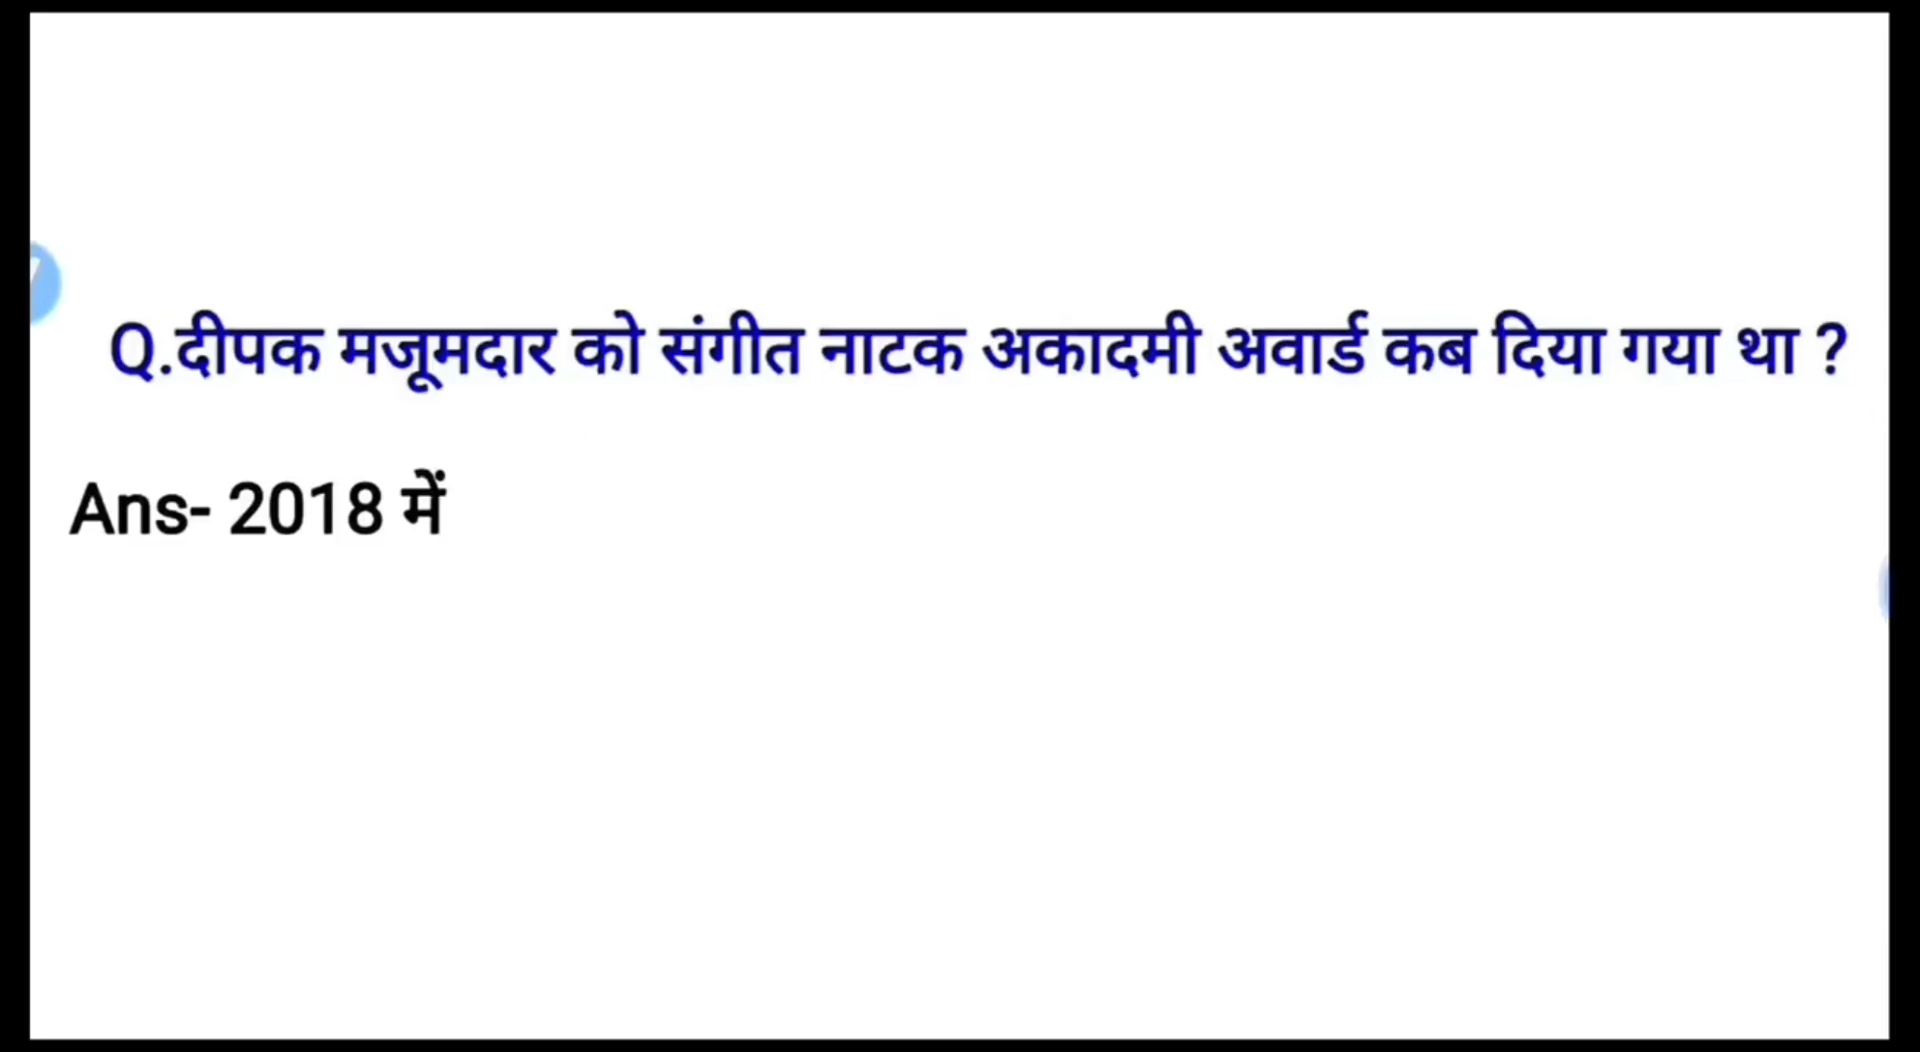 Q.दीपक मजूमदार को संगीत नाटक अकादमी अवार्ड कब दिया गया था ?
Ans- 2018 में